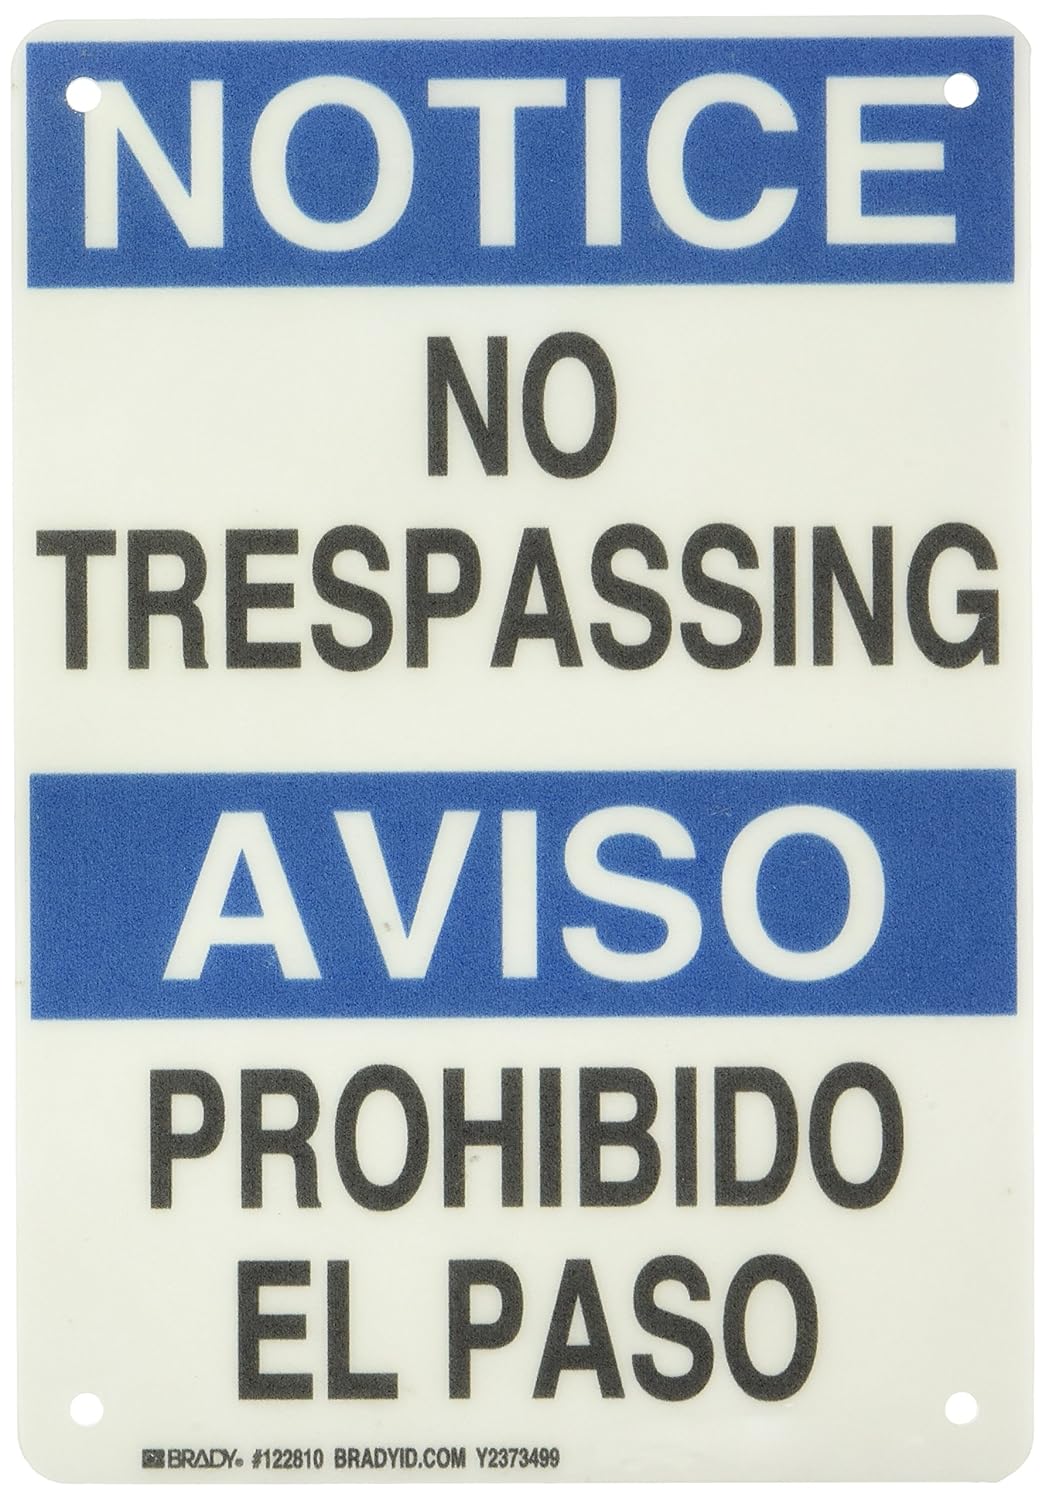 NOTICE
NO
TRESPASSING
AVISO
PROHIBIDO
EL PASO
BRADY® #122810 BRADYID.COM Y2373499